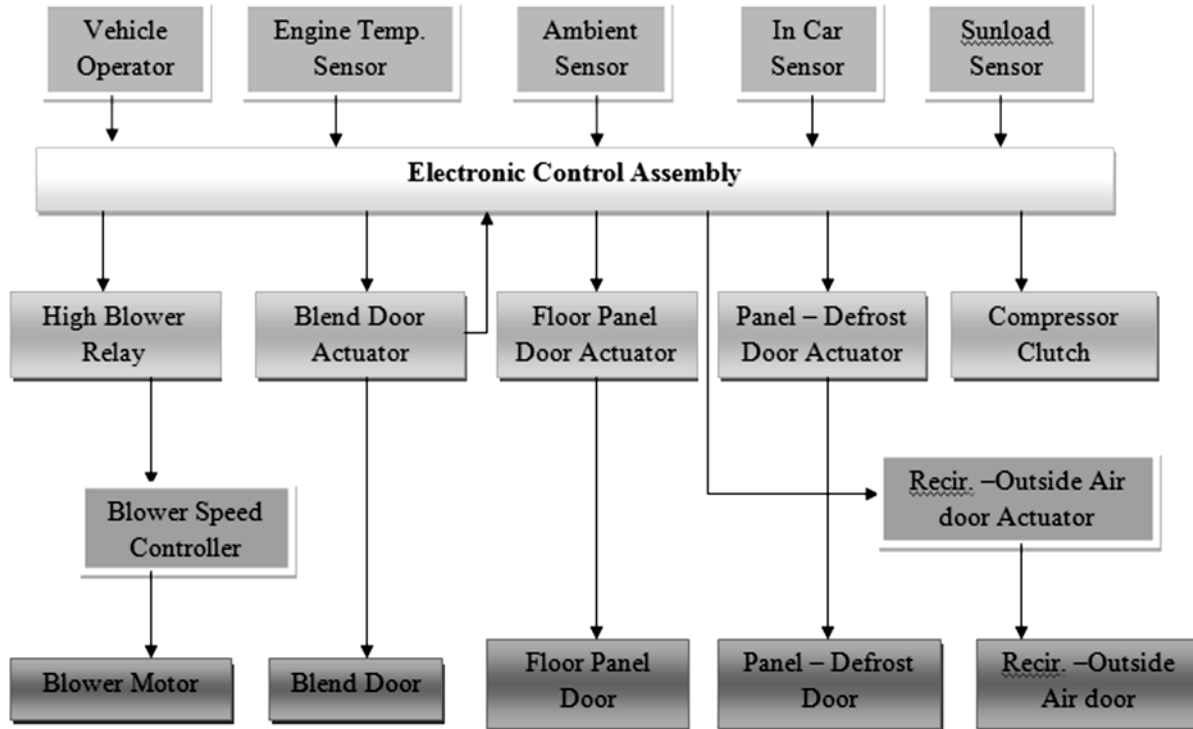 Vehicle
Operator
Engine Temp.
Sensor
Ambient
Sensor
In Car
Sensor
Sunload
Sensor
Electronic Control Assembly
High Blower
Relay
Blend Door
Actuator
Floor Panel
Door Actuator
Panel – Defrost
Door Actuator
Compressor
Clutch
Blower Speed
Controller
Recir. –Outside Air
door Actuator
Blower Motor
Blend Door
Floor Panel
Door
Panel – Defrost
Door
Recir. –Outside
Air door